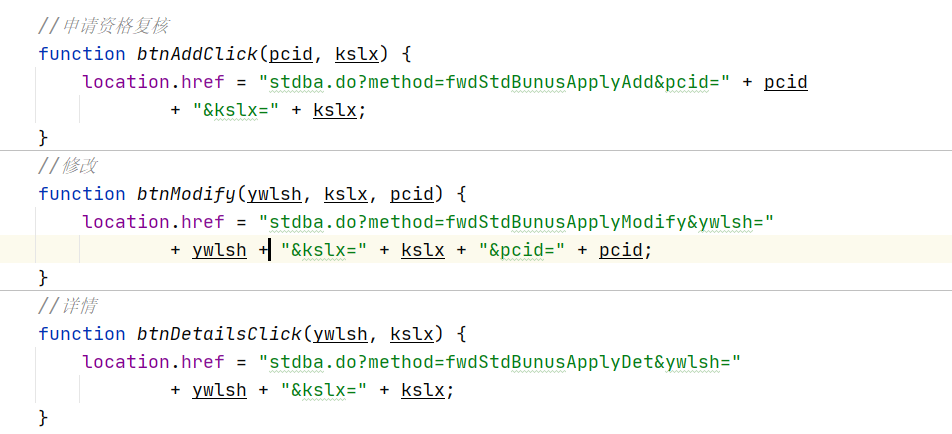 //申请资格复核
function btnAddClick(pcid, kslx) {
    location.href = "stdba.do?method=fwdStdBunusApplyAdd&pcid=" + pcid
            + "&kslx=" + kslx;
}
//修改
function btnModify(ywlsh, kslx, pcid) {
    location.href = "stdba.do?method=fwdStdBunusApplyModify&ywlsh="
            + ywlsh + "&kslx=" + kslx + "&pcid=" + pcid;
}
//详情
function btnDetailsClick(ywlsh, kslx) {
    location.href = "stdba.do?method=fwdStdBunusApplyDet&ywlsh="
            + ywlsh + "&kslx=" + kslx;
}